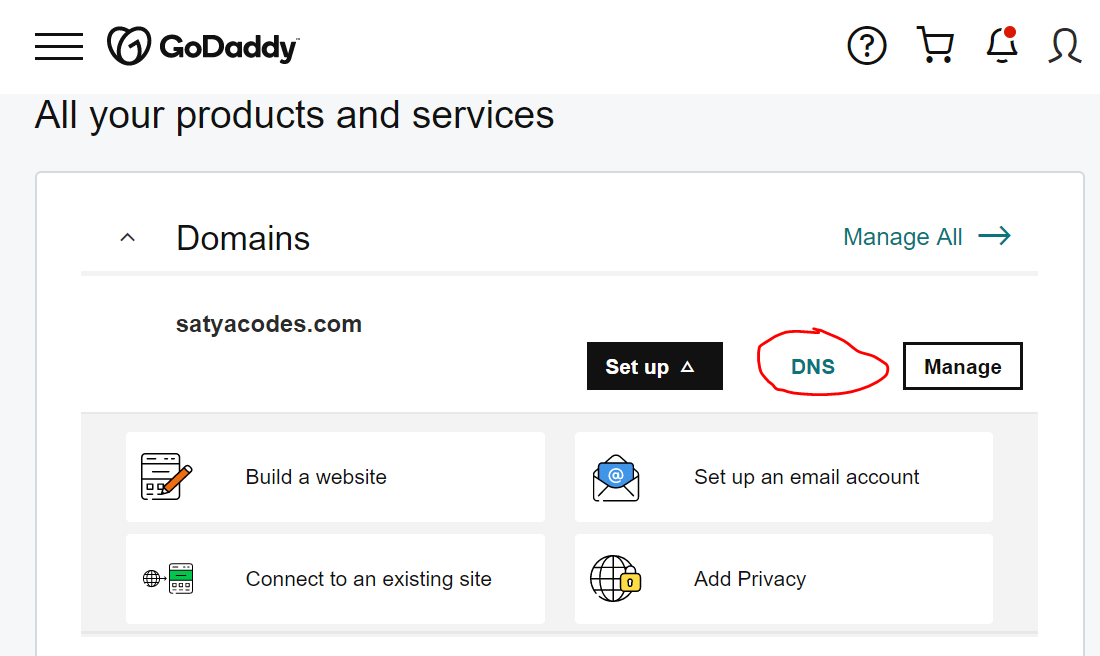 GoDaddy
All your products and services
Domains
Manage All
satyacodes.com
Set up
DNS
Manage
Build a website
@
Set up an email account
Connect to an existing site
Add Privacy